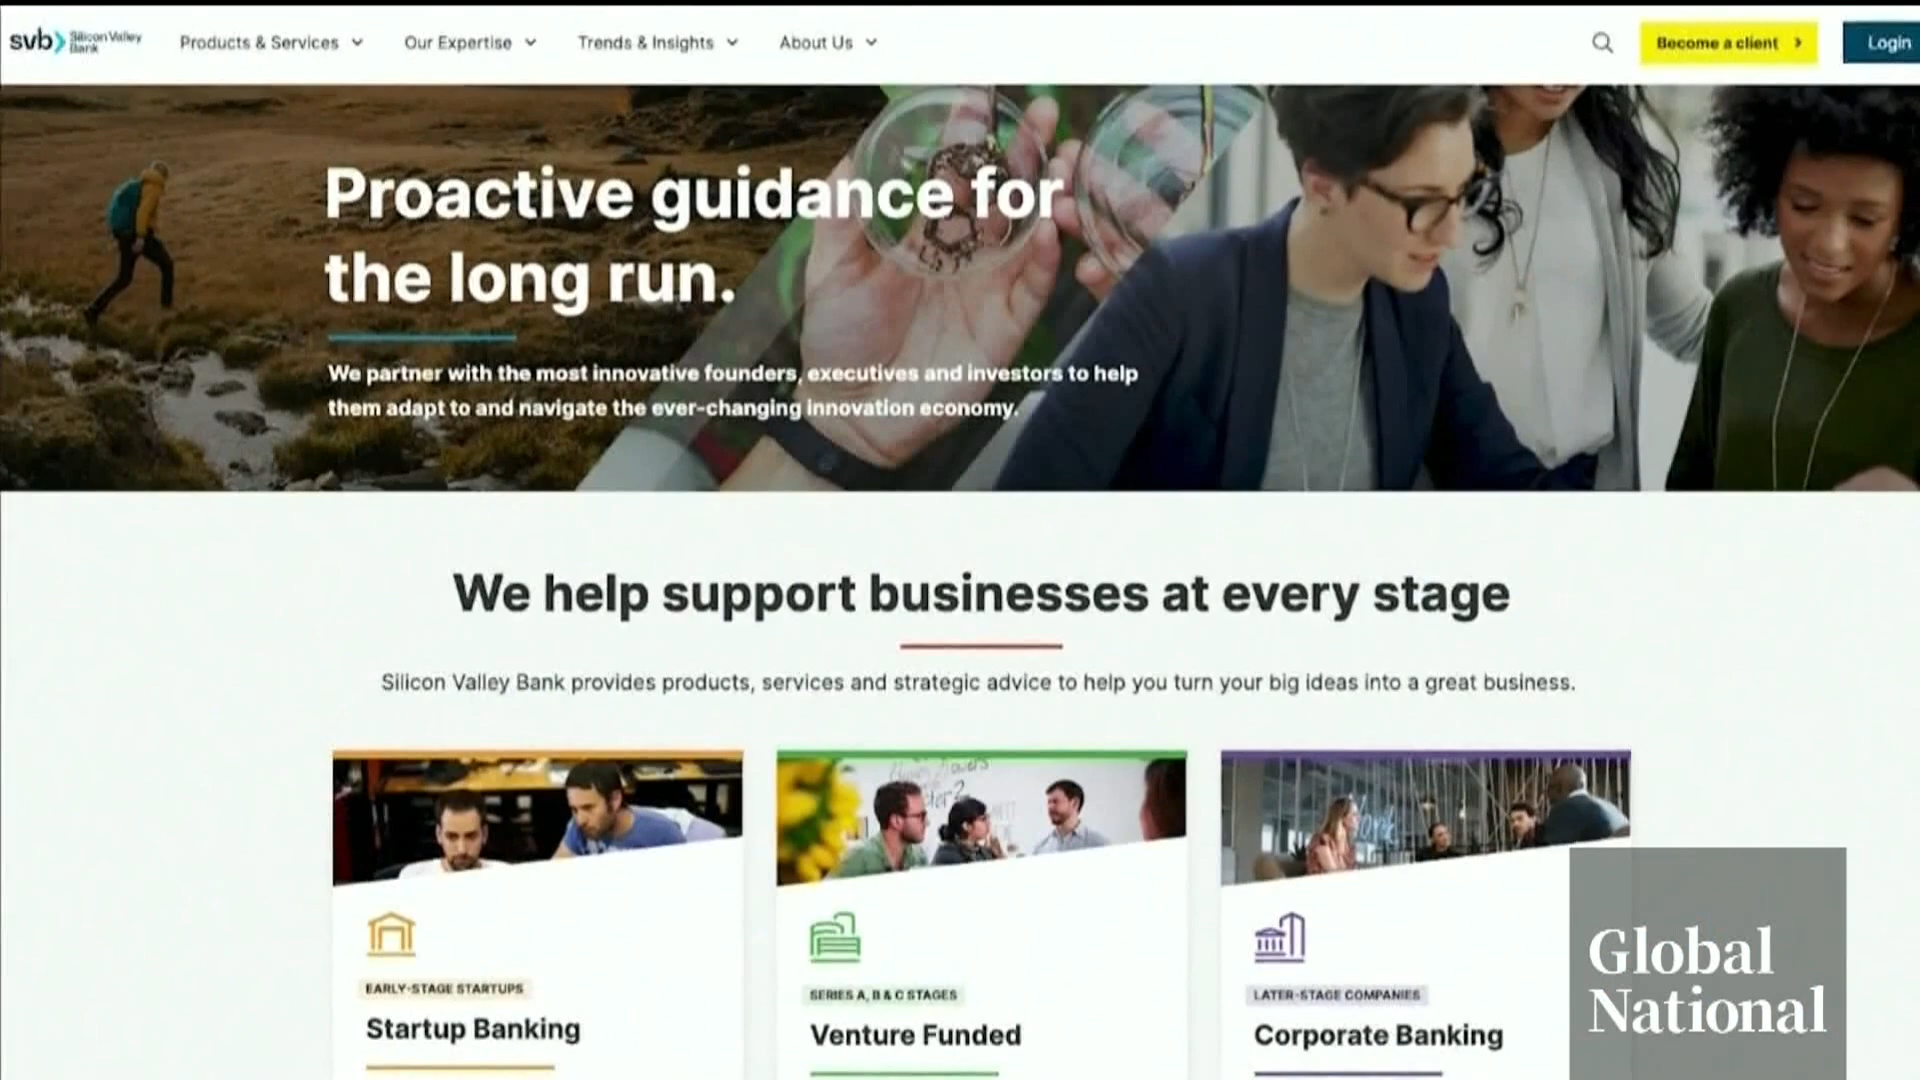 svb Silicon Valley
Bank
Products & Services
Our Expertise
Trends & Insights
About Us
Become a client
Login
Proactive guidance for
the long run.
We partner with the most innovative founders, executives and investors to help
them adapt to and navigate the ever-changing innovation economy.
We help support businesses at every stage
Silicon Valley Bank provides products, services and strategic advice to help you turn your big ideas into a great business.
EARLY-STAGE STARTUPS
Startup Banking
SERIES A, B & C STAGES
Venture Funded
LATER-STAGE COMPANIES
Corporate Banking
Global
National